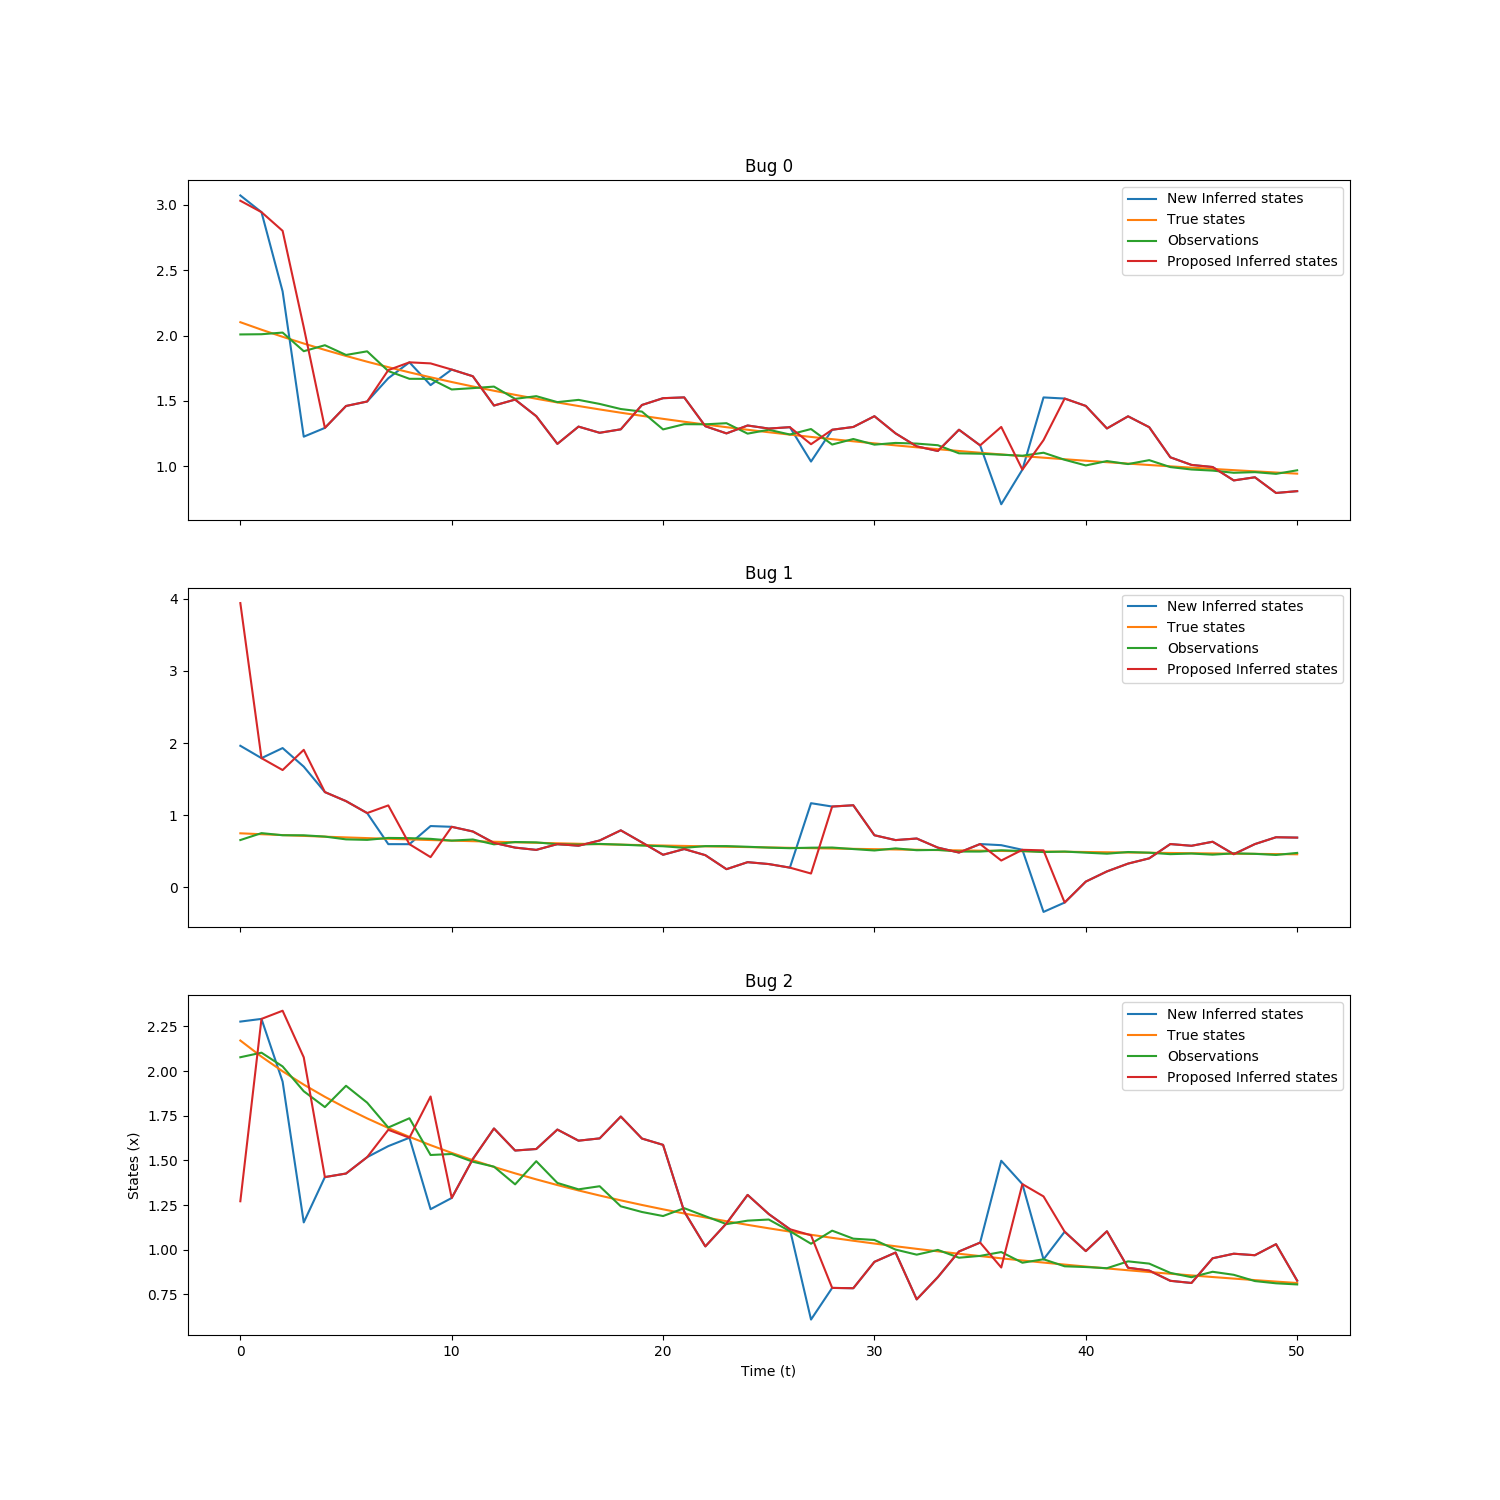 Bug 0
3.0
2.5
2.0
1.5
1.0
New Inferred states
True states
Observations
Proposed Inferred states
Bug 1
4
3
2
1
0
New Inferred states
True states
Observations
Proposed Inferred states
Bug 2
States (x)
2.25
2.00
1.75
1.50
1.25
1.00
0.75
New Inferred states
True states
Observations
Proposed Inferred states
0 10 20 30 40 50
Time (t)